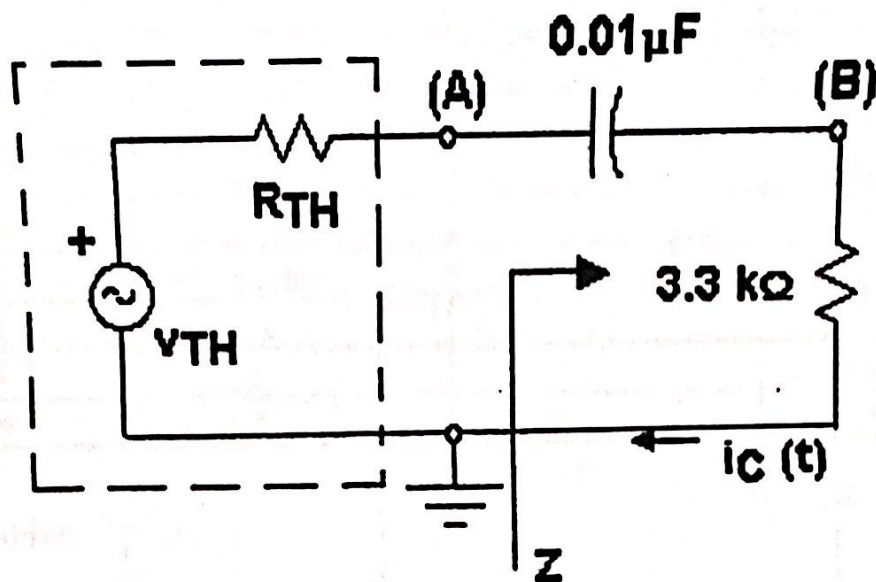 0.01µF
(A)
(B)
RTH
+
VTH
3.3 kΩ
iC (t)
Z